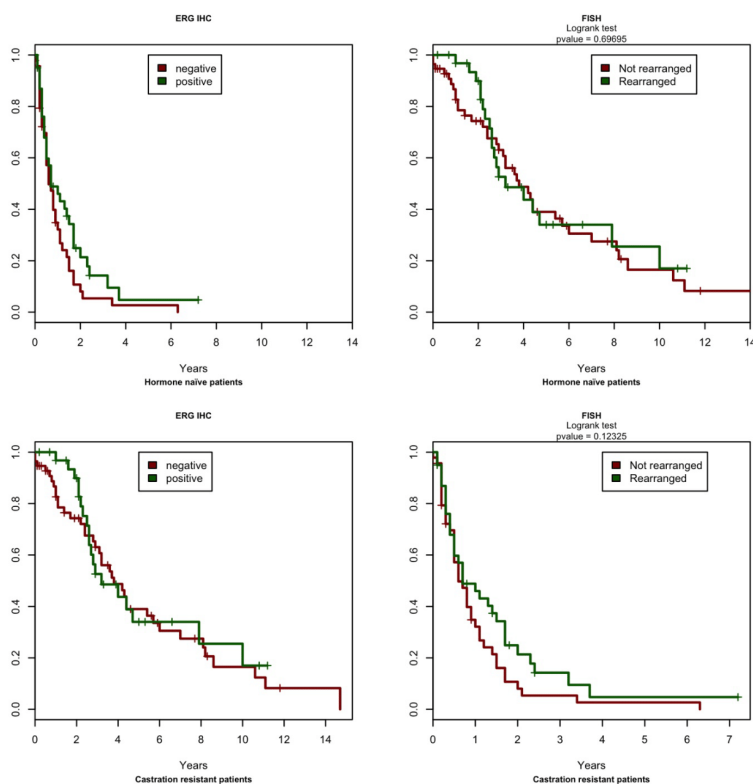 ERG IHC
negative
positive
1.0
0.8
0.6
0.4
0.2
0.0
0 2 4 6 8 10 12 14
Years
Hormone naïve patients
FISH
Logrank test
pvalue = 0.69695
Not rearranged
Rearranged
1.0
0.8
0.6
0.4
0.2
0.0
0 2 4 6 8 10 12 14
Years
Hormone naïve patients
ERG IHC
negative
positive
1.0
0.8
0.6
0.4
0.2
0.0
0 2 4 6 8 10 12 14
Years
Castration resistant patients
FISH
Logrank test
pvalue = 0.12325
Not rearranged
Rearranged
1.0
0.8
0.6
0.4
0.2
0.0
0 1 2 3 4 5 6 7
Years
Castration resistant patients